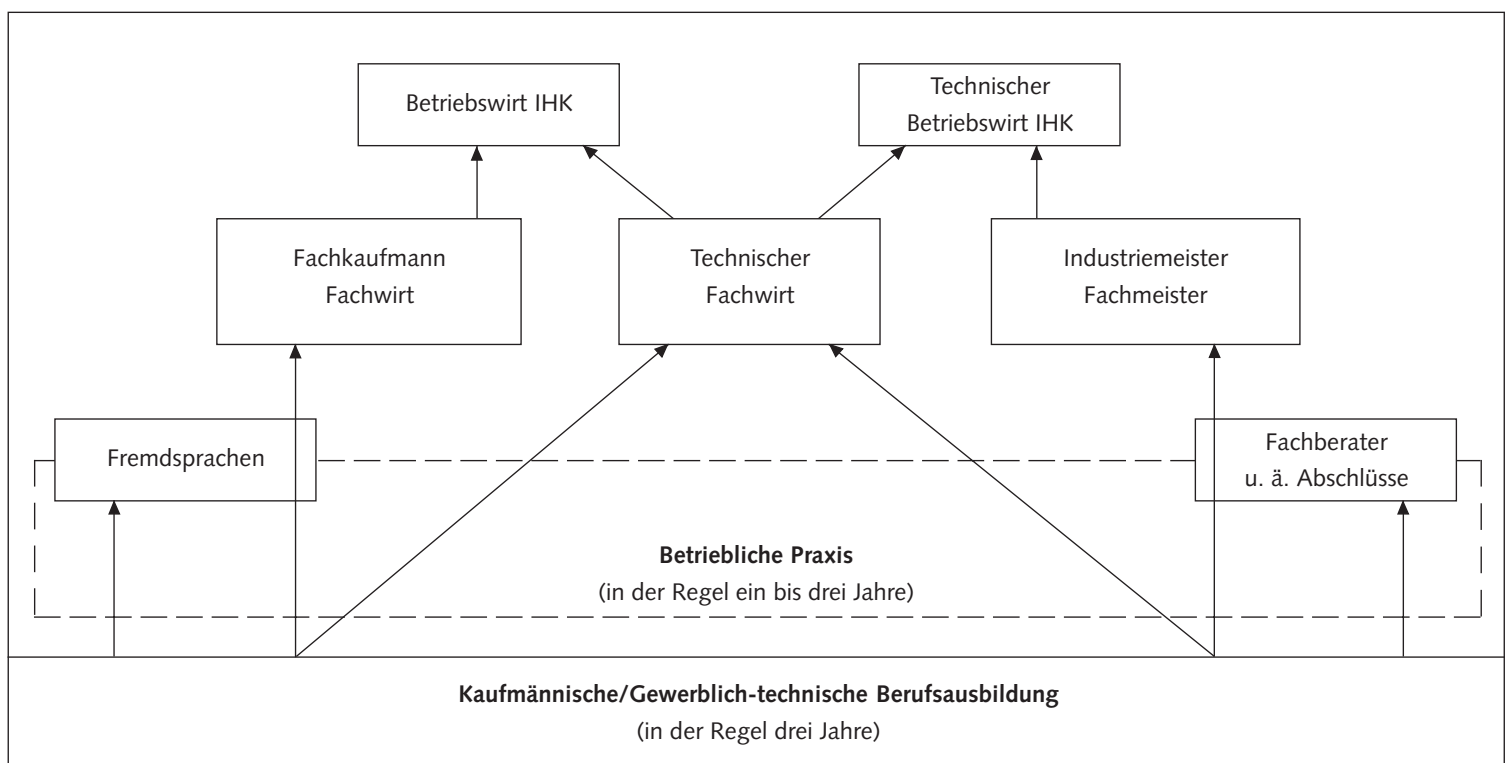 Betriebswirt IHK
Technischer
Betriebswirt IHK
Fachkaufmann
Fachwirt
Technischer
Fachwirt
Industriemeister
Fachmeister
Fremdsprachen
Fachberater
u. ä. Abschlüsse
Betriebliche Praxis
(in der Regel ein bis drei Jahre)
Kaufmännische/Gewerblich-technische Berufsausbildung
(in der Regel drei Jahre)